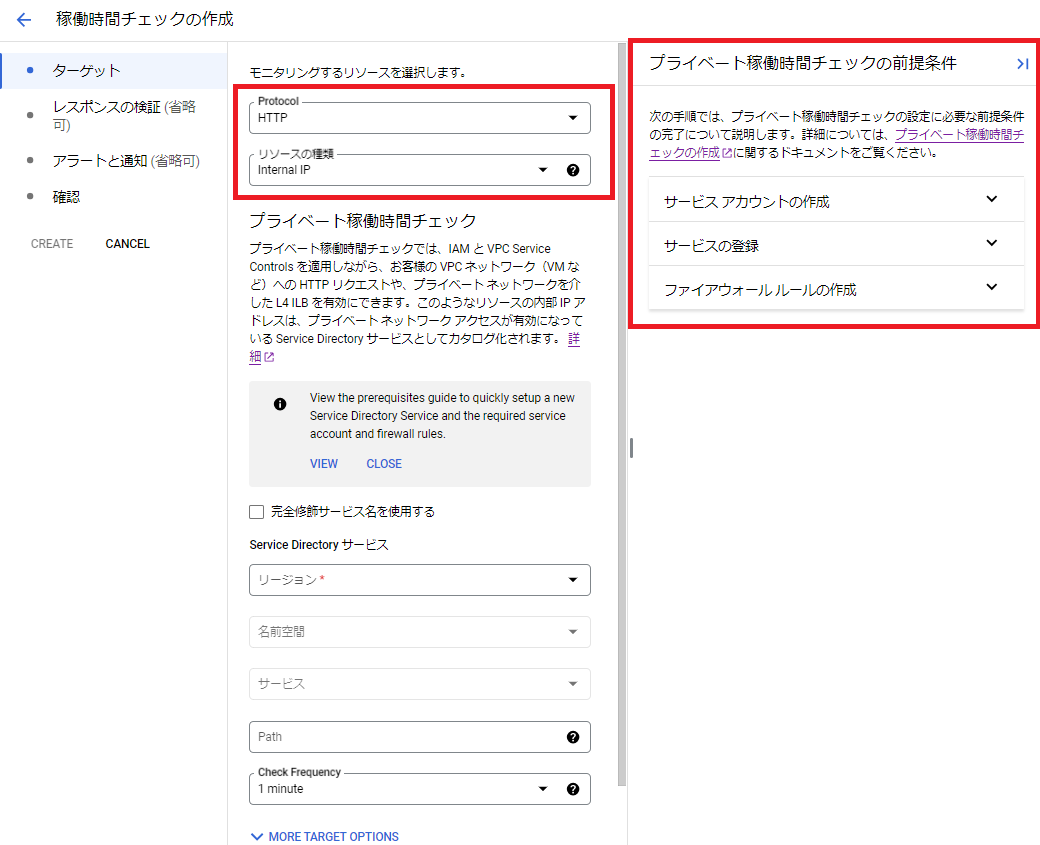 稼働時間チェックの作成
ターゲット
レスポンスの検証 (省略
可)
アラートと通知 (省略可)
確認
CREATE
CANCEL
モニタリングするリソースを選択します。
Protocol
HTTP
リソースの種類
Internal IP
プライベート稼働時間チェック
プライベート稼働時間チェックでは、IAM と VPC Service
Controls を適用しながら、お客様の VPC ネットワーク（VM な
ど）への HTTP リクエストや、プライベート ネットワークを介
した L4 ILB を有効にできます。このようなリソースの内部 IP ア
ドレスは、プライベート ネットワーク アクセスが有効になって
いる Service Directory サービスとしてカタログ化されます。 詳
細
View the prerequisites guide to quickly setup a new
Service Directory Service and the required service
account and firewall rules.
VIEW
CLOSE
完全修飾サービス名を使用する
Service Directory サービス
リージョン *
名前空間
サービス
Path
Check Frequency
1 minute
MORE TARGET OPTIONS
プライベート稼働時間チェックの前提条件
次の手順では、プライベート稼働時間チェックの設定に必要な前提条件
の完了について説明します。詳細については、プライベート稼働時間チ
ェックの作成に関するドキュメントをご覧ください。
サービス アカウントの作成
サービスの登録
ファイアウォール ルールの作成